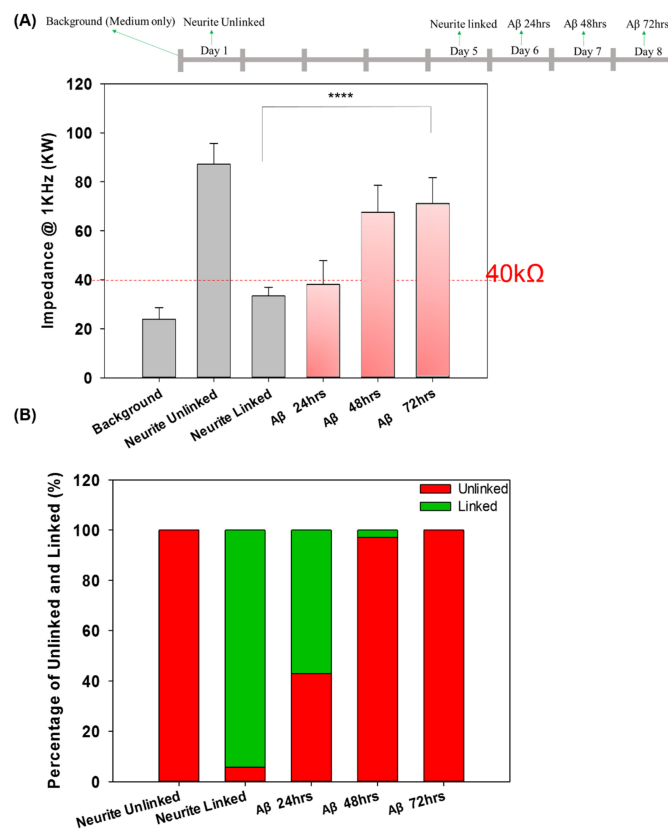 (A)
Background (Medium only) Neurite Unlinked Neurite linked Aβ 24hrs Aβ 48hrs Aβ 72hrs
Day 1 Day 5 Day 6 Day 7 Day 8
Impedance @ 1KHz (KW)
120
100
80
60
40
20
0
****
40kΩ
Background
Neurite Unlinked
Neurite Linked
Aβ 24hrs
Aβ 48hrs
Aβ 72hrs
(B)
Percentage of Unlinked and Linked (%)
120
100
80
60
40
20
0
Unlinked
Linked
Neurite Unlinked
Neurite Linked
Aβ 24hrs
Aβ 48hrs
Aβ 72hrs